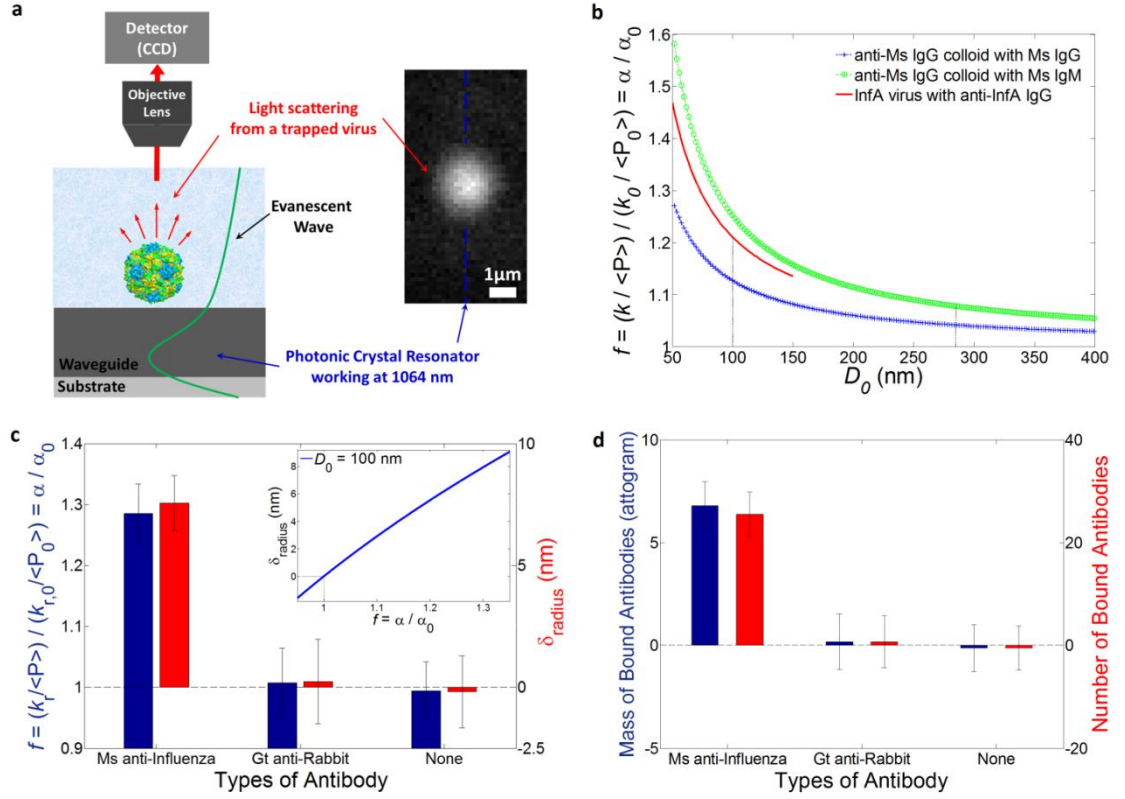 a
Detector
(CCD)
Objective
Lens
Light scattering
from a trapped virus
Evanescent
Wave
1μm
Waveguide
Substrate
Photonic Crystal Resonator
working at 1064 nm
b
f = (k / <P>) / (k0 / <P0>) = α / α0
1.6
1.5
1.4
1.3
1.2
1.1
1
anti-Ms IgG colloid with Ms IgG
anti-Ms IgG colloid with Ms IgM
InfA virus with anti-InfA IgG
50 100 150 200 250 300 350 400
D0 (nm)
c
f = (kr/<P>) / (kr,0/<P0>) = α / α0
1.4
1.3
1.2
1.1
1
0.9
D0 = 100 nm
δradius (nm)
8
6
4
2
0
1 1.1 1.2 1.3
f = α / α0
10
5
0
-2.5
δradius (nm)
Ms anti-Influenza Gt anti-Rabbit None
Types of Antibody
d
Mass of Bound Antibodies (attogram)
10
5
0
-5
40
20
0
-20
Number of Bound Antibodies
Ms anti-Influenza Gt anti-Rabbit None
Types of Antibody